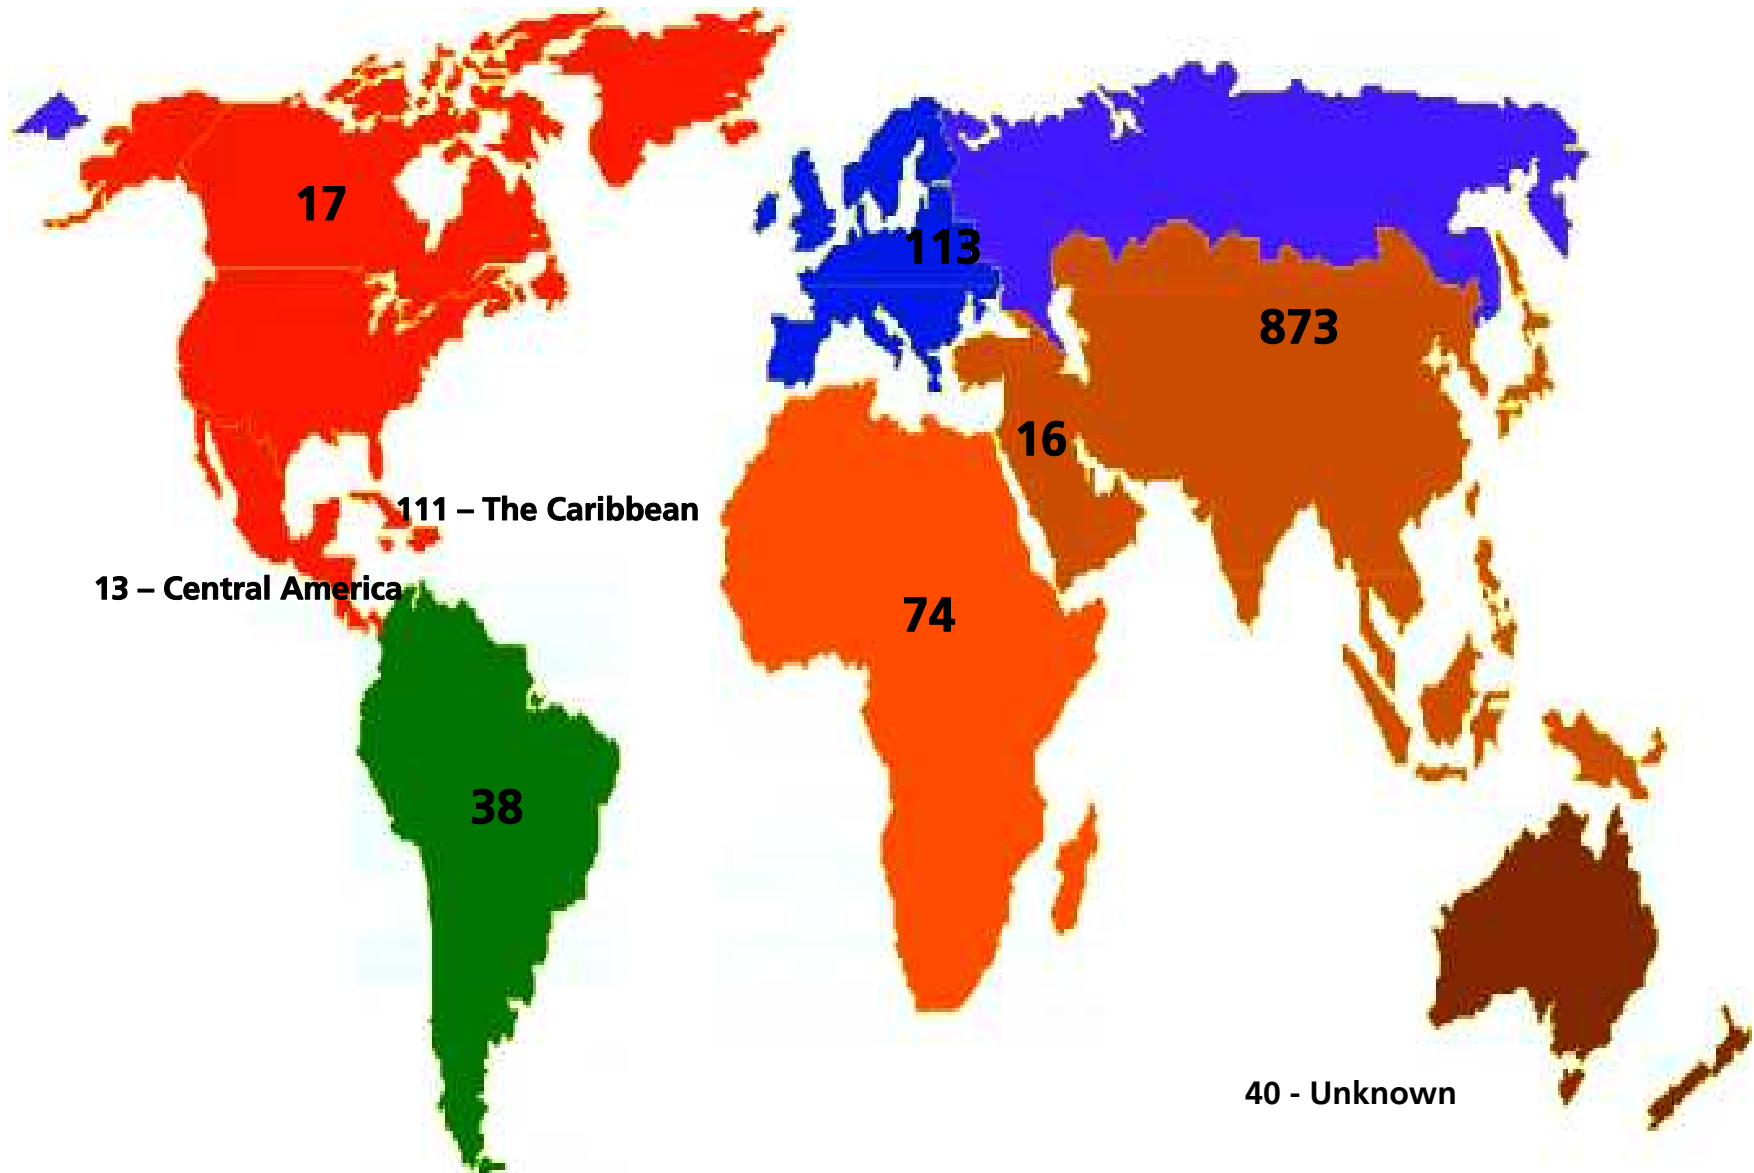 17
113
873
16
111 – The Caribbean
13 – Central America
74
38
40 - Unknown